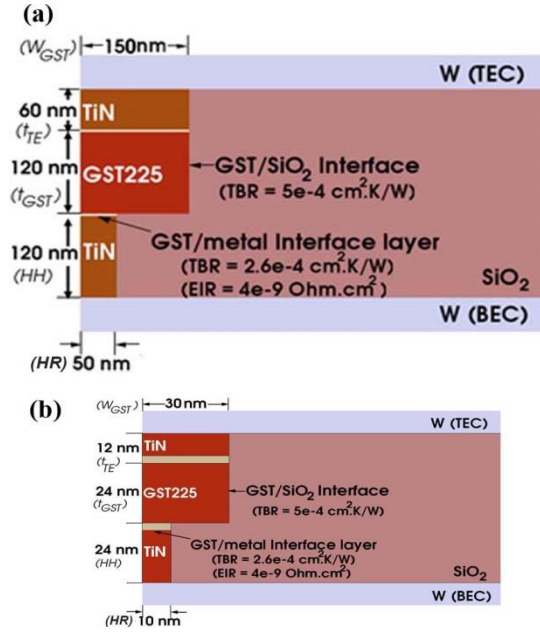 (a)
(W_GST)
150nm
W (TEC)
60 nm
(t_TE)
TiN
120 nm
(t_GST)
GST225
GST/SiO₂ Interface
(TBR = 5e-4 cm².K/W)
120 nm
(HH)
TiN
GST/metal Interface layer
(TBR = 2.6e-4 cm².K/W)
(EIR = 4e-9 Ohm.cm²)
SiO₂
W (BEC)
(HR)
50 nm
(b)
(W_GST)
30nm
W (TEC)
12 nm
(t_TE)
TiN
24 nm
(t_GST)
GST225
GST/SiO₂ Interface
(TBR = 5e-4 cm².K/W)
24 nm
(HH)
TiN
GST/metal Interface layer
(TBR = 2.6e-4 cm².K/W)
(EIR = 4e-9 Ohm.cm²)
SiO₂
W (BEC)
(HR)
10 nm